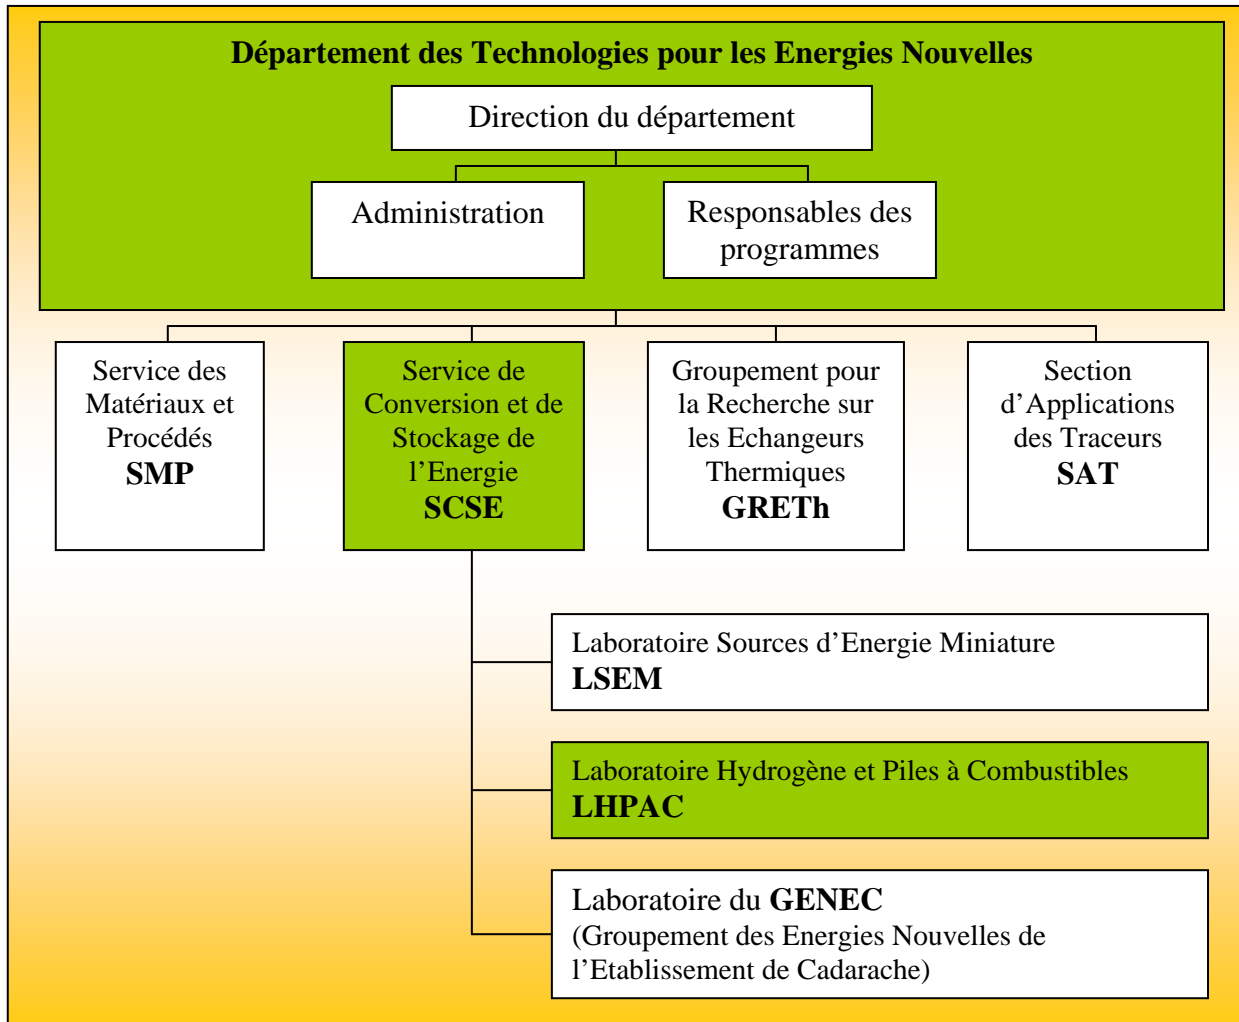 Département des Technologies pour les Energies Nouvelles
Direction du département
Administration
Responsables des
programmes
Service des
Matériaux et
Procédés
SMP
Service de
Conversion et de
Stockage de
l’Energie
SCSE
Groupement pour
la Recherche sur
les Echangeurs
Thermiques
GRETh
Section
d’Applications
des Traceurs
SAT
Laboratoire Sources d’Energie Miniature
LSEM
Laboratoire Hydrogène et Piles à Combustibles
LHPAC
Laboratoire du GENEC
(Groupement des Energies Nouvelles de
l’Etablissement de Cadarache)